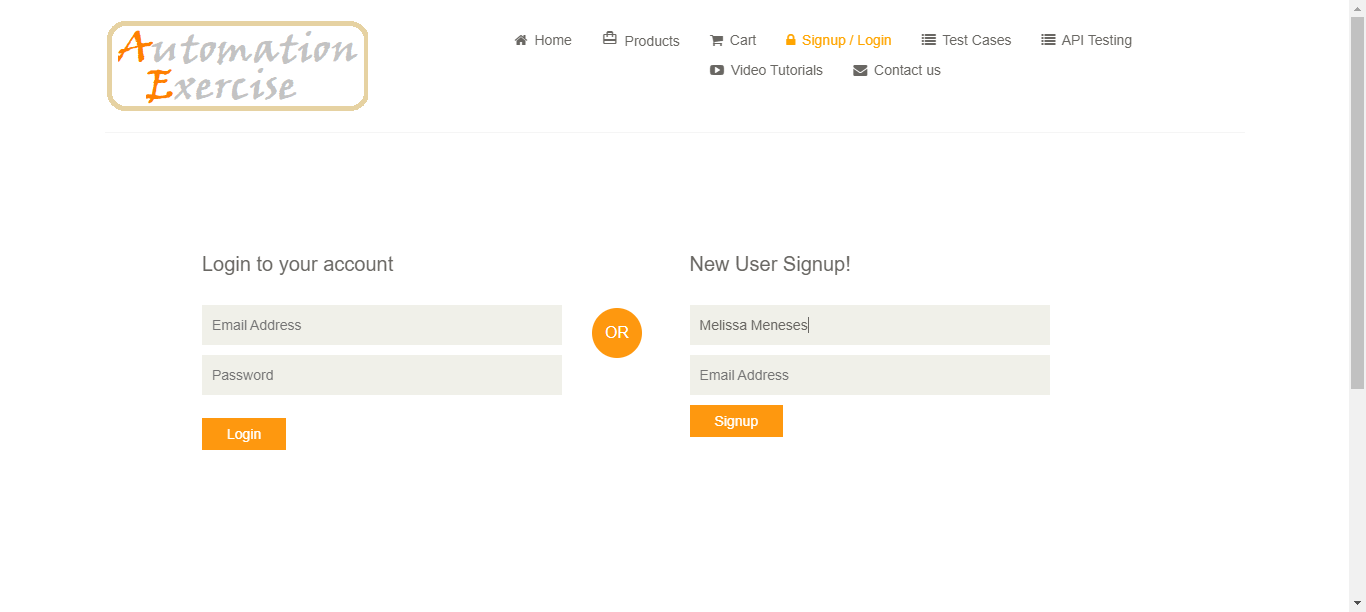 Automation
Exercise
Home Products Cart Signup / Login Test Cases API Testing
Video Tutorials Contact us
Login to your account
Email Address
Password
Login
OR
New User Signup!
Melissa Meneses
Email Address
Signup